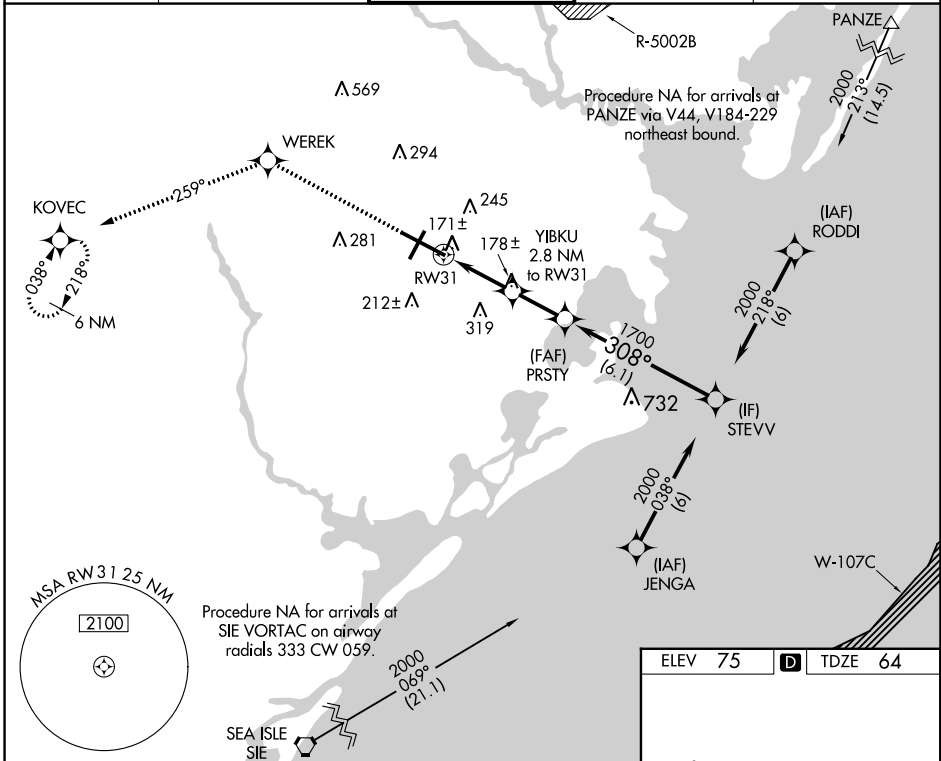 PANZE
R-5002B
2000
213°
(14.5)
569
Procedure NA for arrivals at
PANZE via V44, V184-229
northeast bound.
WEREK
294
259°
KOVEC
245
(IAF)
RODDI
171±
281
178±
YIBKU
2.8 NM
to RW31
RW31
038°
218°
6 NM
212±
319
2000
218°
(6)
(FAF)
PRSTY
1700
308°
(6.1)
732
(IF)
STEVV
2000
038°
(6)
(IAF)
JENGA
W-107C
MSA RW31 25 NM
2100
Procedure NA for arrivals at
SIE VORTAC on airway
radials 333 CW 059.
2000
069°
(21.1)
SEA ISLE
SIE
ELEV 75 D TDZE 64